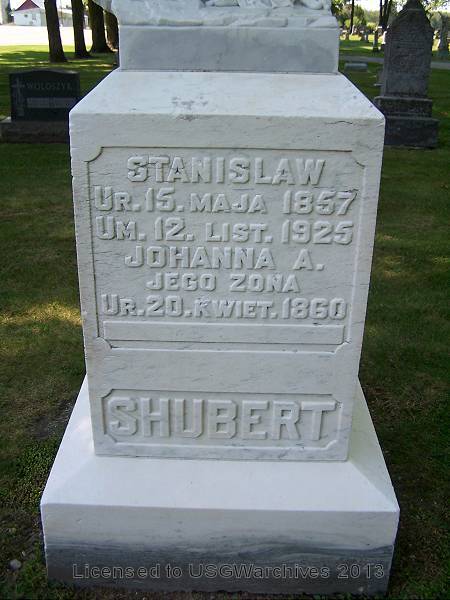 WOLOSZYK
STANISLAW
UR. 15. MAJA 1857
UM. 12. LIST. 1925
JOHANNA A.
JEGO ZONA
UR. 20. KWIET. 1860
SHUBERT
Licensed to USGWarchives 2013